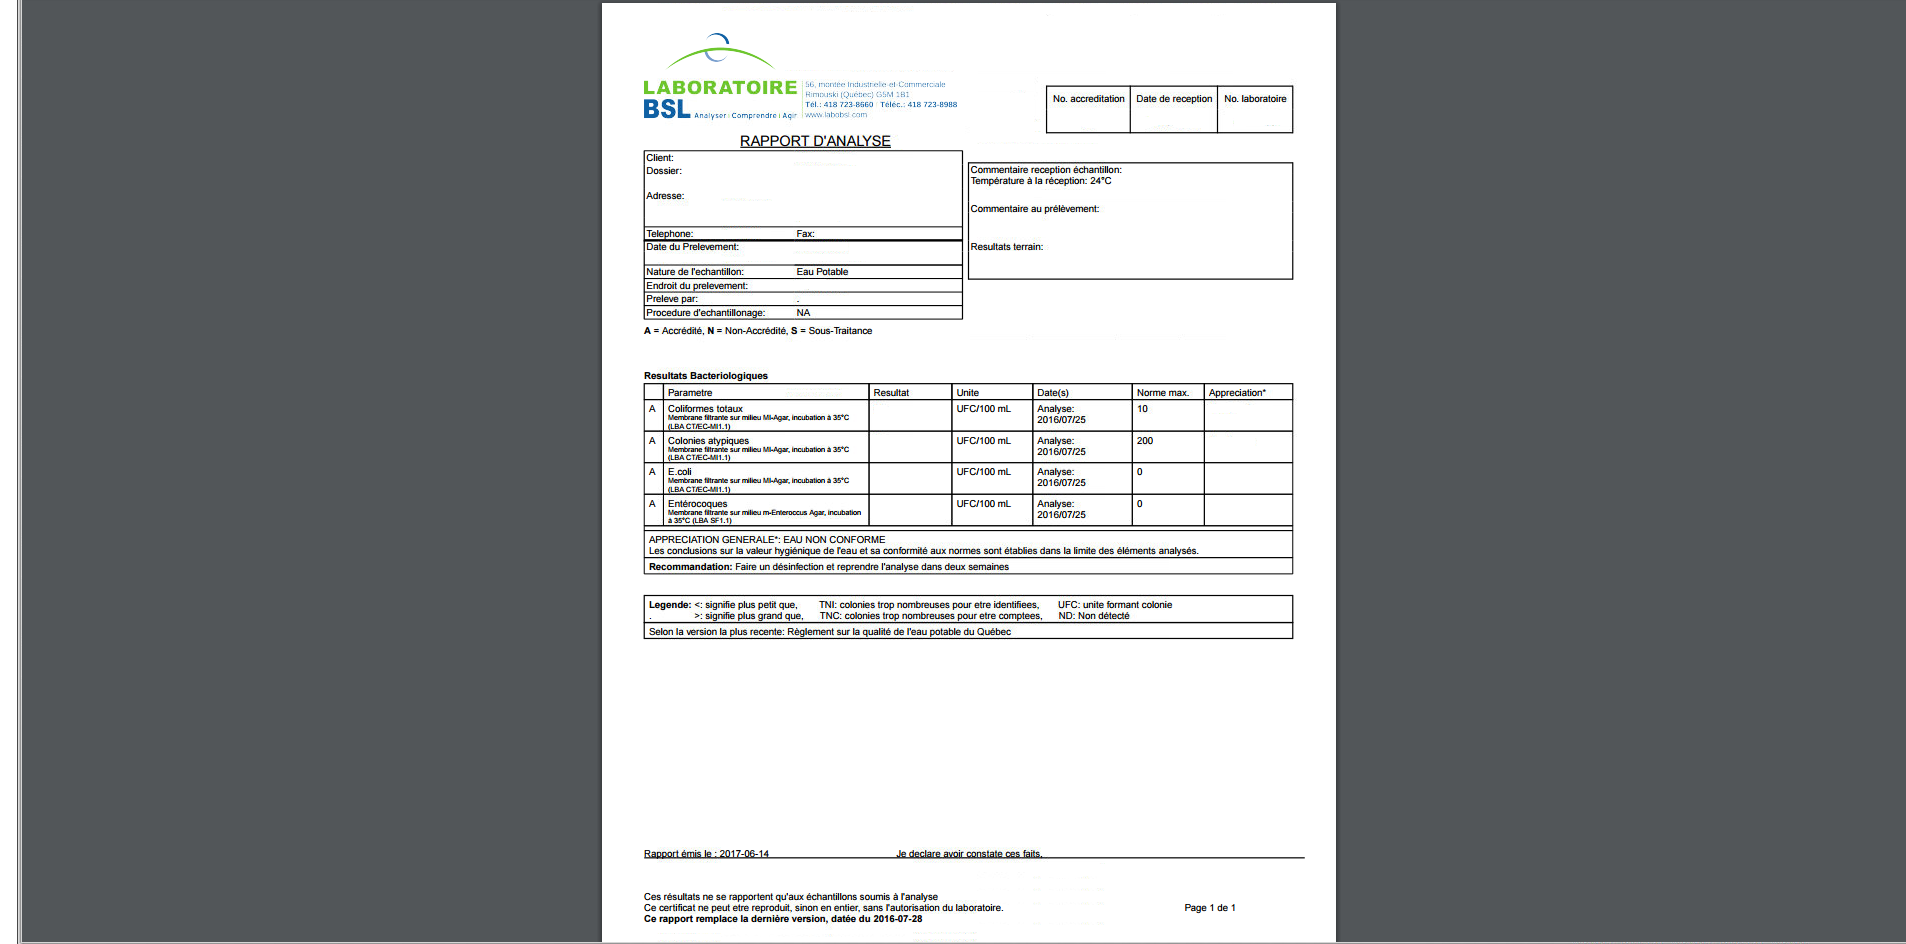 LABORATOIRE
BSL Analyser Comprendre Agir
56, montée Industrielle-et-Commerciale
Rimouski (Québec) G5M 1B1
Tél.: 418 723-8660 Téléc.: 418 723-8988
www.labobsl.com
No. accreditation Date de reception No. laboratoire
RAPPORT D'ANALYSE
Client:
Dossier:
Adresse:
Telephone: Fax:
Date du Prelevement:
Nature de l'echantillon: Eau Potable
Endroit du prelevement:
Preleve par: .
Procedure d'echantillonage: NA
Commentaire reception échantillon:
Température à la réception: 24°C
Commentaire au prélèvement:
Resultats terrain:
A = Accrédité, N = Non-Accrédité, S = Sous-Traitance
Resultats Bacteriologiques
Parametre Resultat Unite Date(s) Norme max. Appreciation*
A Coliformes totaux UFC/100 mL Analyse: 10
Membrane filtrante sur milieu MI-Agar, incubation à 35°C 2016/07/25
(LBA CT/EC-MI1.1)
A Colonies atypiques UFC/100 mL Analyse: 200
Membrane filtrante sur milieu MI-Agar, incubation à 35°C 2016/07/25
(LBA CT/EC-MI1.1)
A E.coli UFC/100 mL Analyse: 0
Membrane filtrante sur milieu MI-Agar, incubation à 35°C 2016/07/25
(LBA CT/EC-MI1.1)
A Entérocoques UFC/100 mL Analyse: 0
Membrane filtrante sur milieu m-Enteroccus Agar, incubation 2016/07/25
à 35°C (LBA SF1.1)
APPRECIATION GENERALE*: EAU NON CONFORME
Les conclusions sur la valeur hygiénique de l'eau et sa conformité aux normes sont établies dans la limite des éléments analysés.
Recommandation: Faire un désinfection et reprendre l'analyse dans deux semaines
Legende: <: signifie plus petit que, TNI: colonies trop nombreuses pour etre identifiees, UFC: unite formant colonie
. >: signifie plus grand que, TNC: colonies trop nombreuses pour etre comptees, ND: Non détecté
Selon la version la plus recente: Règlement sur la qualité de l'eau potable du Québec
Rapport émis le : 2017-06-14 Je declare avoir constate ces faits,
Ces résultats ne se rapportent qu'aux échantillons soumis à l'analyse
Ce certificat ne peut etre reproduit, sinon en entier, sans l'autorisation du laboratoire. Page 1 de 1
Ce rapport remplace la dernière version, datée du 2016-07-28